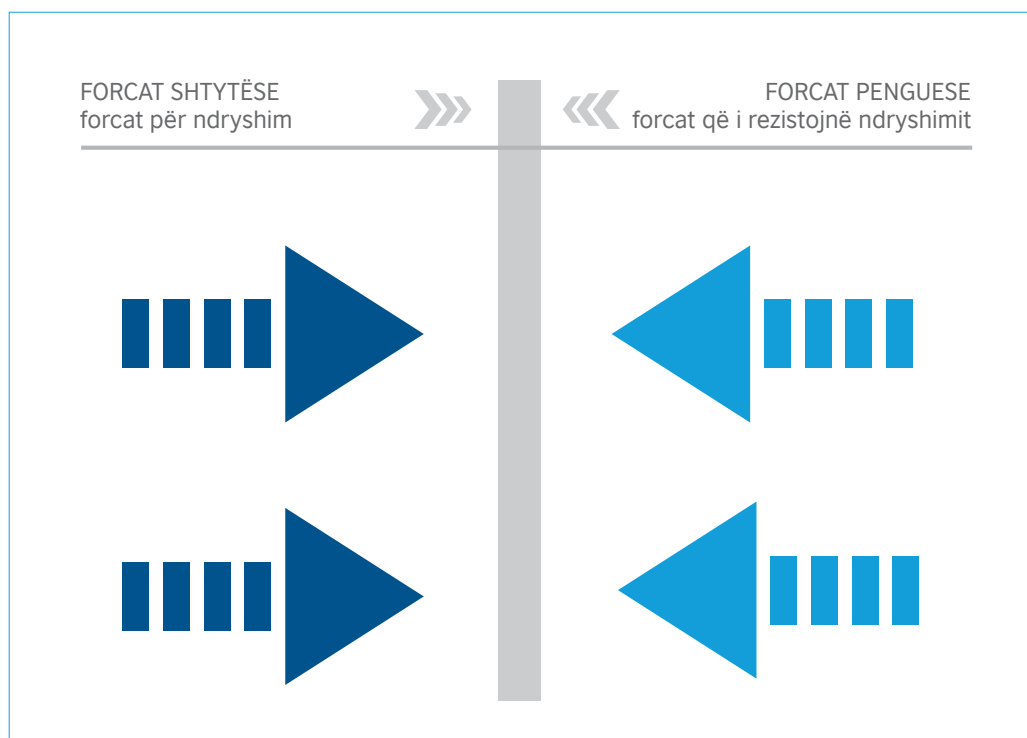 FORCAT SHTYTËSE
forcat për ndryshim
FORCAT PENGUESE
forcat që i rezistojnë ndryshimit